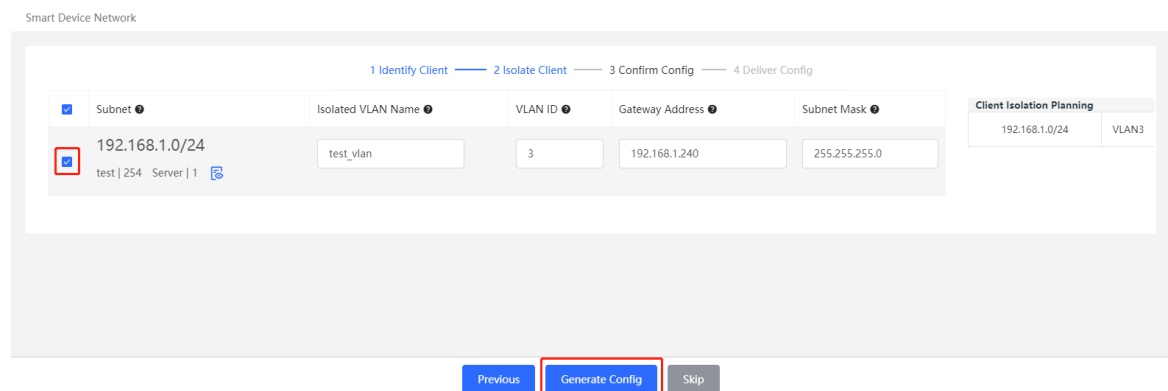 Smart Device Network
1 Identify Client 2 Isolate Client 3 Confirm Config 4 Deliver Config
Subnet Isolated VLAN Name VLAN ID Gateway Address Subnet Mask
192.168.1.0/24 test_vlan 3 192.168.1.240 255.255.255.0
test | 254 Server | 1
Client Isolation Planning
192.168.1.0/24 VLAN3
Previous Generate Config Skip